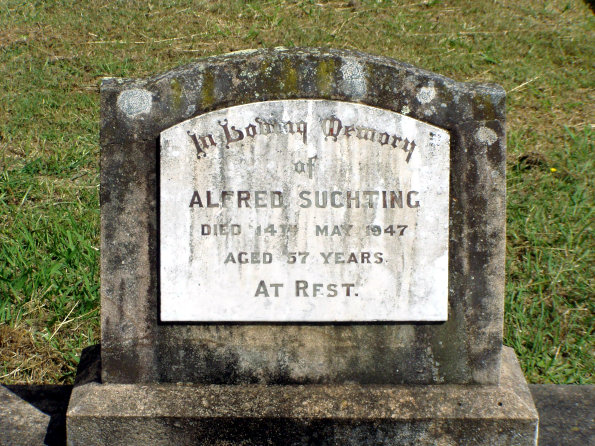 In Loving Memory
of
ALFRED SUCHTING
DIED 14TH MAY 1947
AGED 57 YEARS.
AT REST.